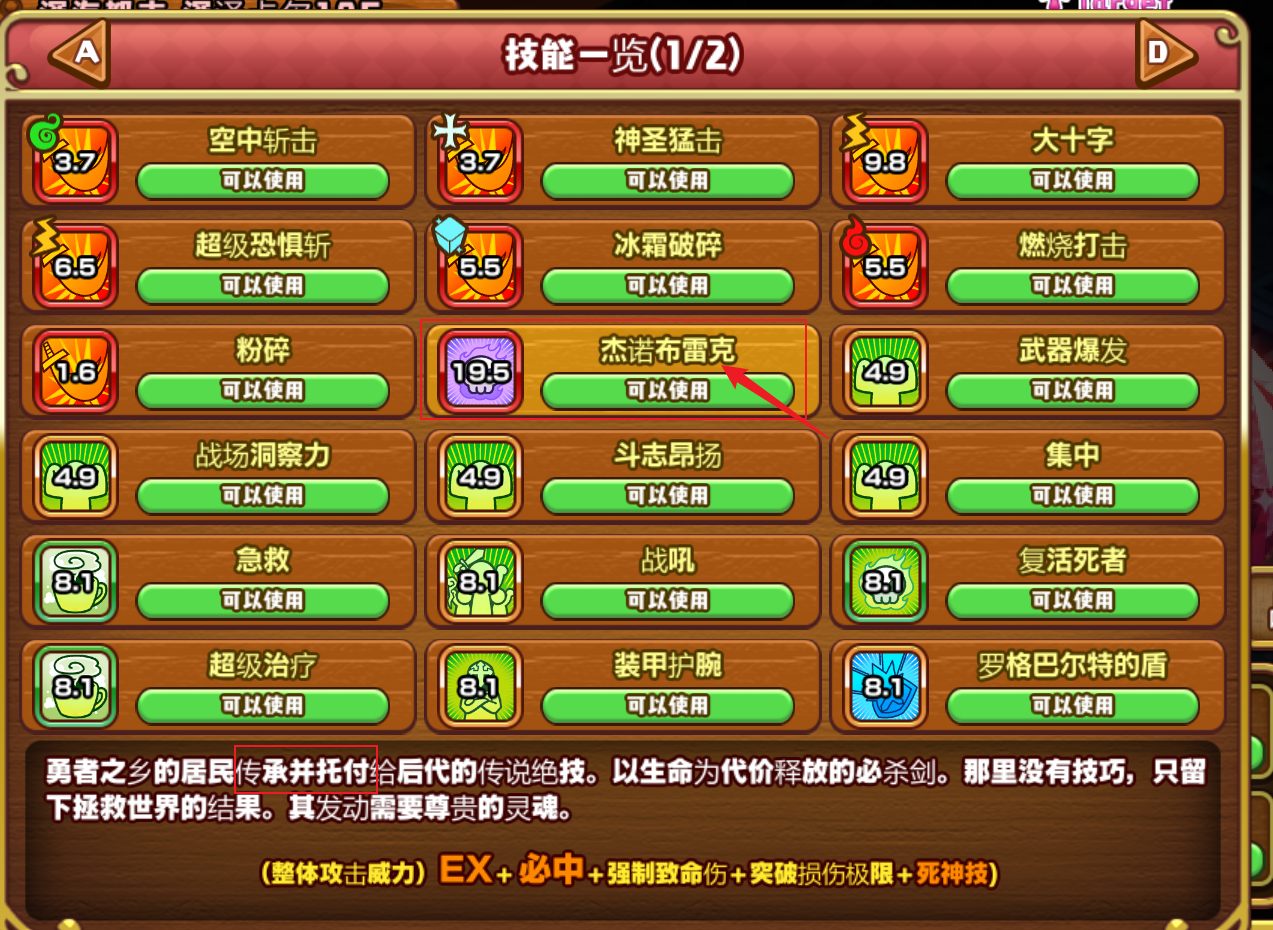 A
技能一览(1/2)
D
3.7
空中斩击
可以使用
3.7
神圣猛击
可以使用
9.8
大十字
可以使用
6.5
超级恐惧斩
可以使用
5.5
冰霜破碎
可以使用
5.5
燃烧打击
可以使用
1.6
粉碎
可以使用
19.5
杰诺布雷克
可以使用
4.9
武器爆发
可以使用
4.9
战场洞察力
可以使用
4.9
斗志昂扬
可以使用
4.9
集中
可以使用
8.1
急救
可以使用
8.1
战吼
可以使用
8.1
复活死者
可以使用
8.1
超级治疗
可以使用
8.1
装甲护腕
可以使用
8.1
罗格巴尔特的盾
可以使用
勇者之乡的居民传承并托付给后代的传说绝技。以生命为代价释放的必杀剑。那里没有技巧，只留
下拯救世界的结果。其发动需要尊贵的灵魂。
(整体攻击威力) EX+必中+强制致命伤+突破损伤极限+死神技)